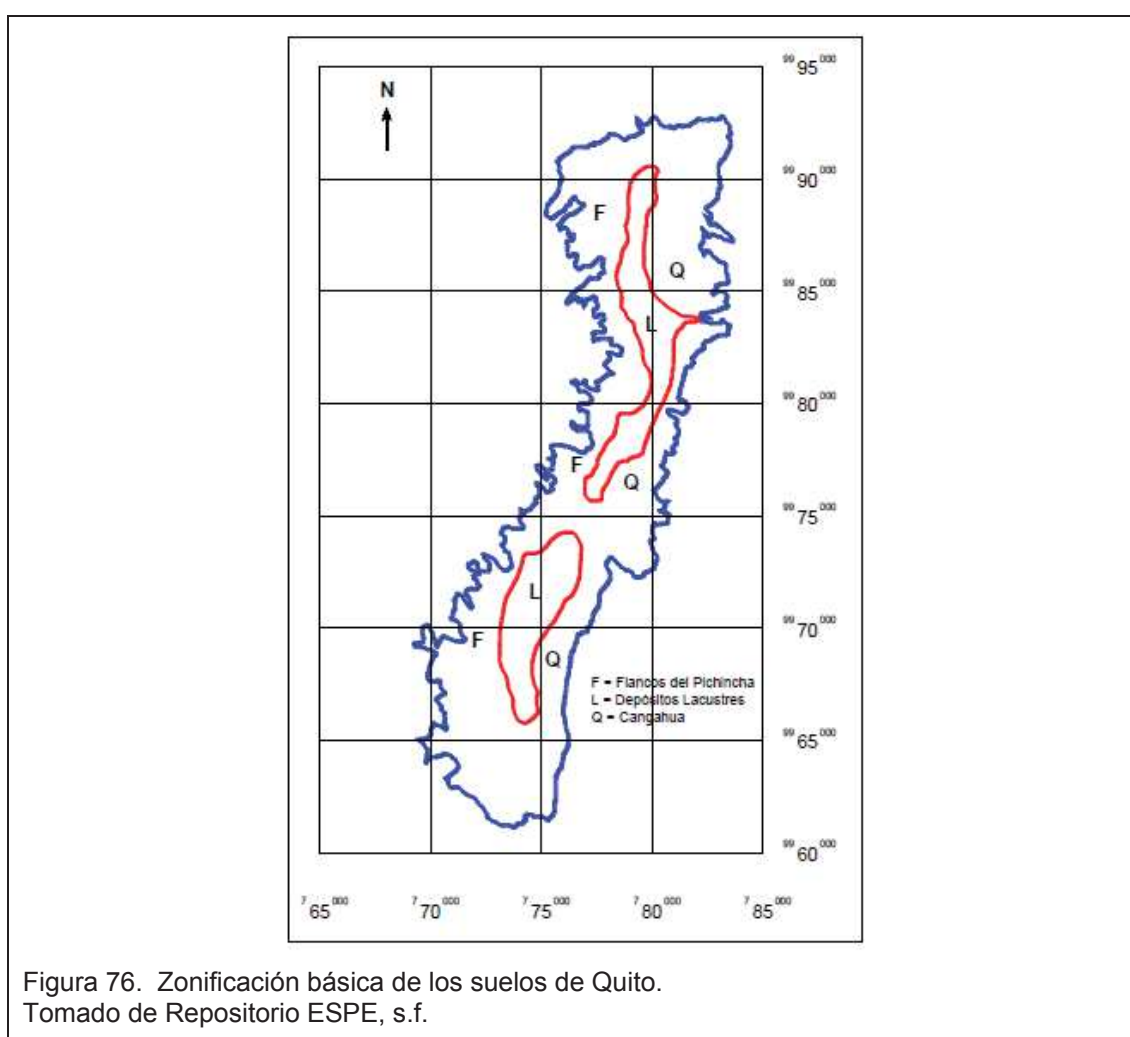 99 95 000
N
99 90 000
F
Q
99 85 000
L
99 80 000
F
Q
99 75 000
L
99 70 000
F
Q
F = Flancos del Pichincha
L = Depósitos Lacustres
Q = Cangahua
99 65 000
99 60 000
7 65 000 7 70 000 7 75 000 7 80 000 7 85 000
Figura 76. Zonificación básica de los suelos de Quito.
Tomado de Repositorio ESPE, s.f.